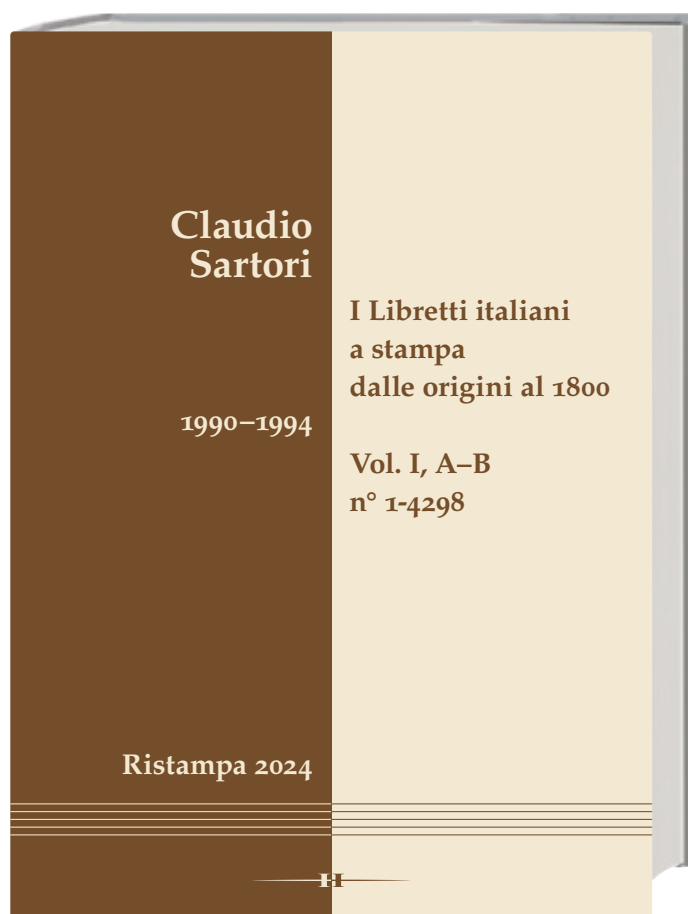 Claudio
Sartori
1990–1994
Ristampa 2024
I Libretti italiani
a stampa
dalle origini al 1800
Vol. I, A–B
n° 1-4298
H